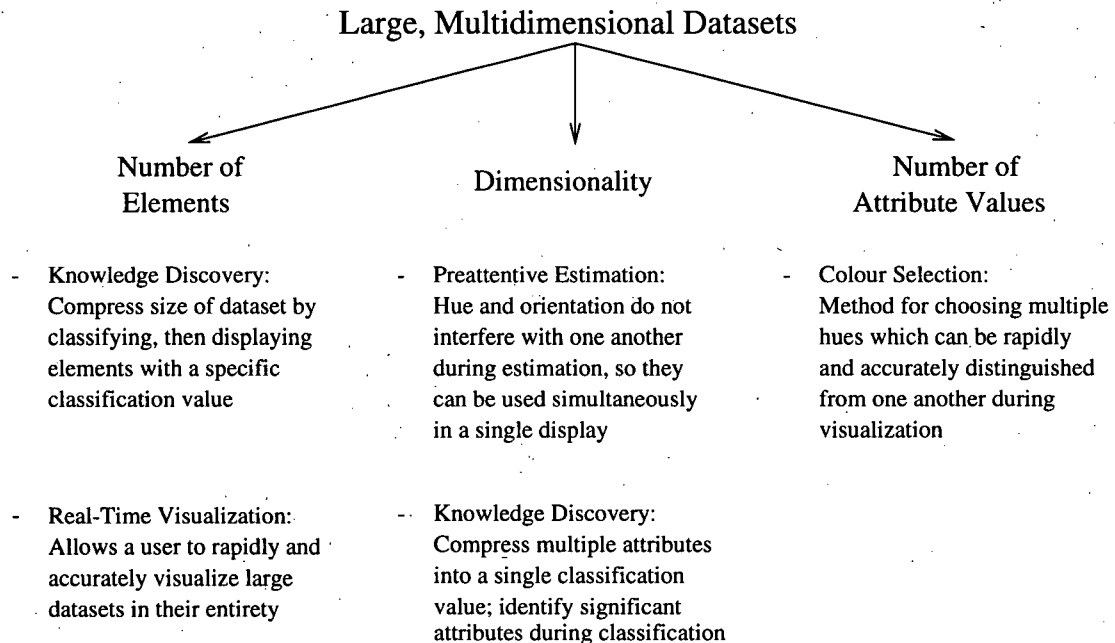 Large, Multidimensional Datasets
Number of
Elements
Dimensionality
Number of
Attribute Values
- Knowledge Discovery:
Compress size of dataset by
classifying, then displaying
elements with a specific
classification value
- Preattentive Estimation:
Hue and orientation do not
interfere with one another
during estimation, so they
can be used simultaneously
in a single display
- Colour Selection:
Method for choosing multiple
hues which can be rapidly
and accurately distinguished
from one another during
visualization
- Real-Time Visualization:
Allows a user to rapidly and
accurately visualize large
datasets in their entirety
- Knowledge Discovery:
Compress multiple attributes
into a single classification
value; identify significant
attributes during classification